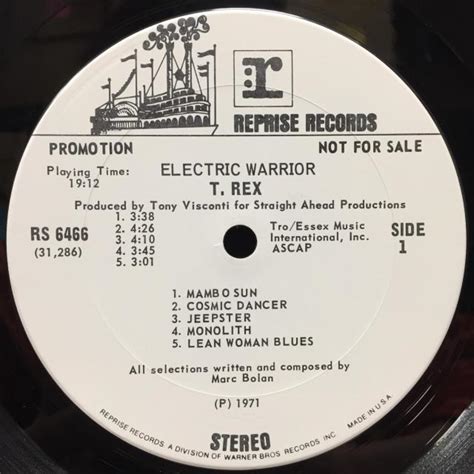 r
REPRISE RECORDS
PROMOTION NOT FOR SALE
Playing Time:
19:12
ELECTRIC WARRIOR
T. REX
Produced by Tony Visconti for Straight Ahead Productions
RS 6466
(31,286)
1. 3:38
2. 4:26
3. 4:10
4. 3:45
5. 3:01
Tro/Essex Music
International, Inc.
ASCAP
SIDE
1
1. MAMBO SUN
2. COSMIC DANCER
3. JEEPSTER
4. MONOLITH
5. LEAN WOMAN BLUES
All selections written and composed by
Marc Bolan
(P) 1971
STEREO
REPRISE RECORDS, A DIVISION OF WARNER BROS. RECORDS INC. MADE IN U.S.A.